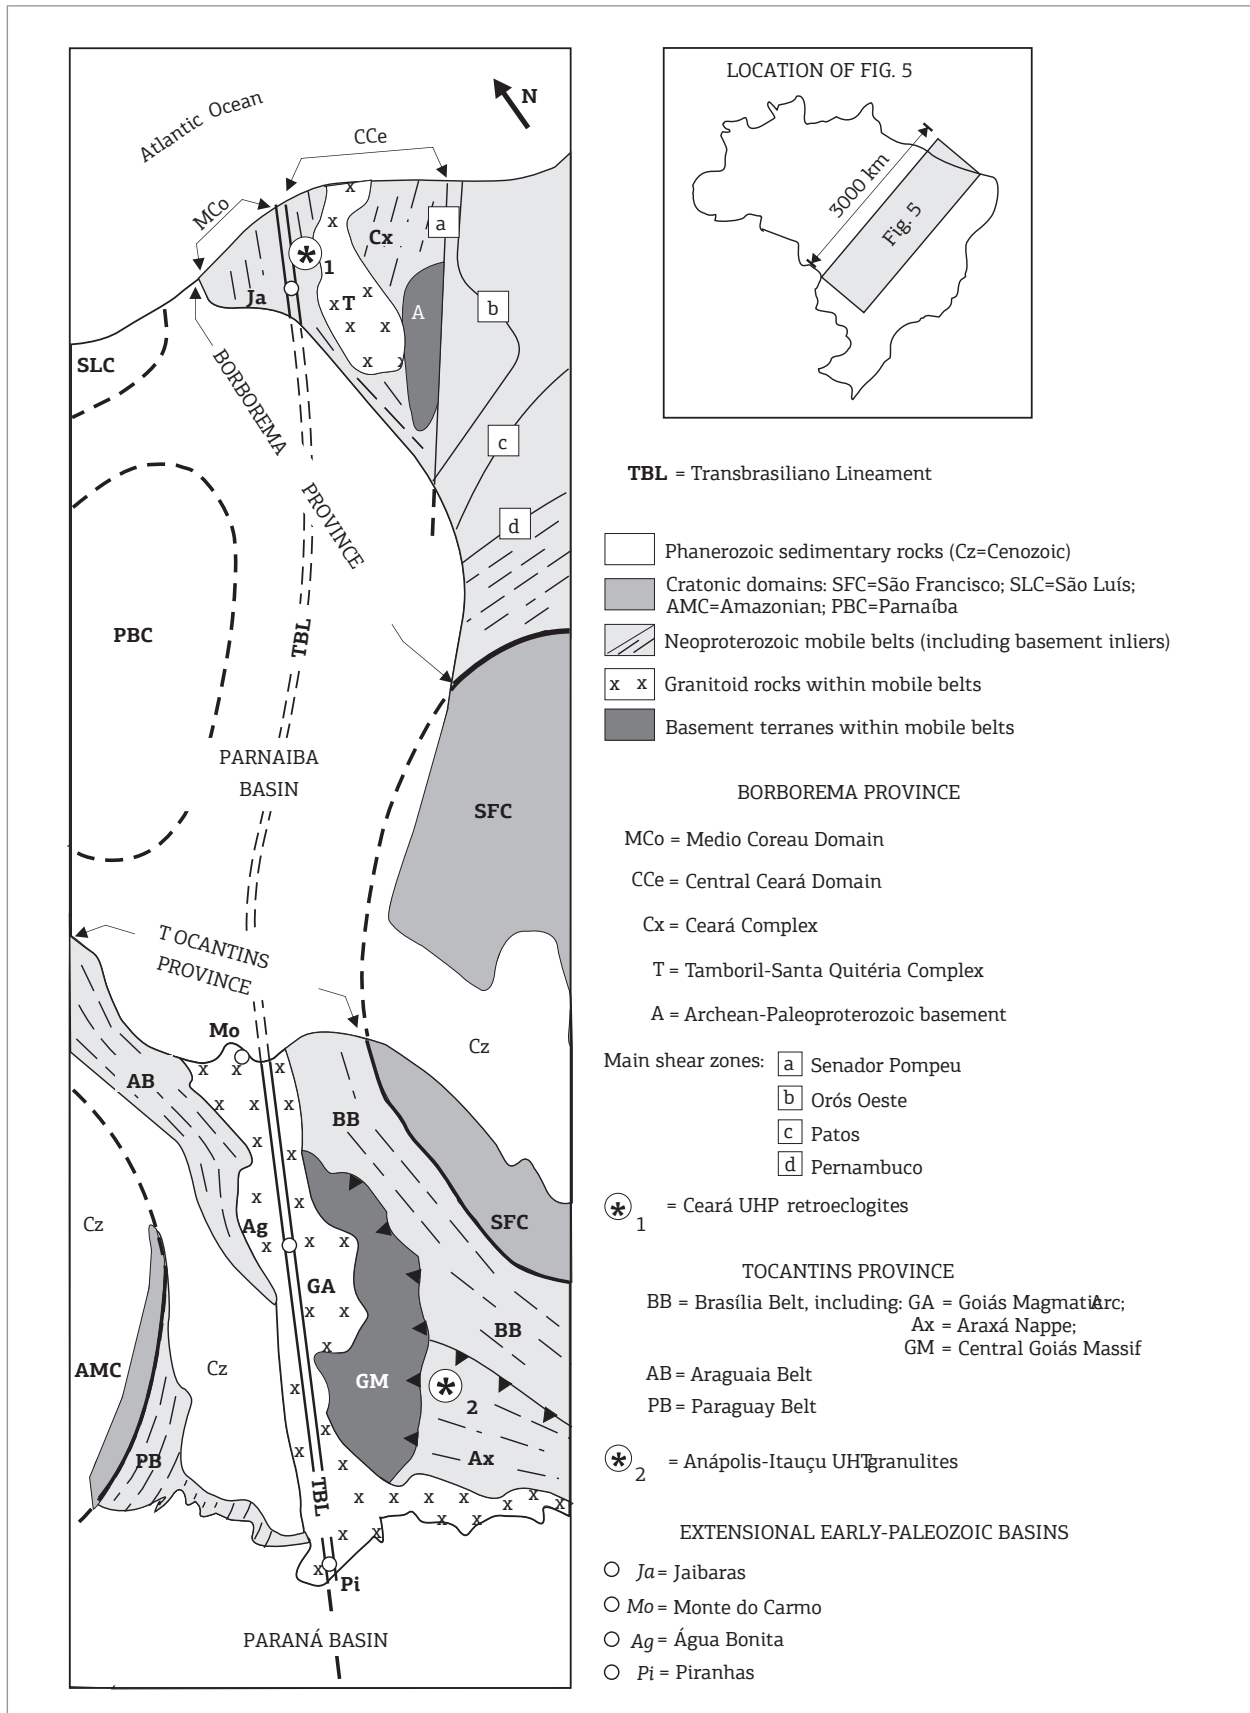 Atlantic Ocean
N
CCe
MCo
a
Cx
1
Ja
T
A
b
SLC
BORBOREMA
PROVINCE
c
d
PBC
TBL
PARNAIBA
BASIN
SFC
T OCANTINS
PROVINCE
Mo
Cz
AB
BB
Cz
Ag
SFC
GA
BB
AMC
Cz
GM
2
PB
Ax
TBL
Pi
PARANÁ BASIN
LOCATION OF FIG. 5
3000 km
Fig. 5
TBL = Transbrasiliano Lineament
Phanerozoic sedimentary rocks (Cz=Cenozoic)
Cratonic domains: SFC=São Francisco; SLC=São Luís;
AMC=Amazonian; PBC=Parnaíba
Neoproterozoic mobile belts (including basement inliers)
x x Granitoid rocks within mobile belts
Basement terranes within mobile belts
BORBOREMA PROVINCE
MCo = Medio Coreau Domain
CCe = Central Ceará Domain
Cx = Ceará Complex
T = Tamboril-Santa Quitéria Complex
A = Archean-Paleoproterozoic basement
Main shear zones: a Senador Pompeu
b Orós Oeste
c Patos
d Pernambuco
* 1 = Ceará UHP retroeclogites
TOCANTINS PROVINCE
BB = Brasília Belt, including: GA = Goiás Magmatic Arc;
Ax = Araxá Nappe;
GM = Central Goiás Massif
AB = Araguaia Belt
PB = Paraguay Belt
* 2 = Anápolis-Itauçu UHT granulites
EXTENSIONAL EARLY-PALEOZOIC BASINS
Ja = Jaibaras
Mo = Monte do Carmo
Ag = Água Bonita
Pi = Piranhas